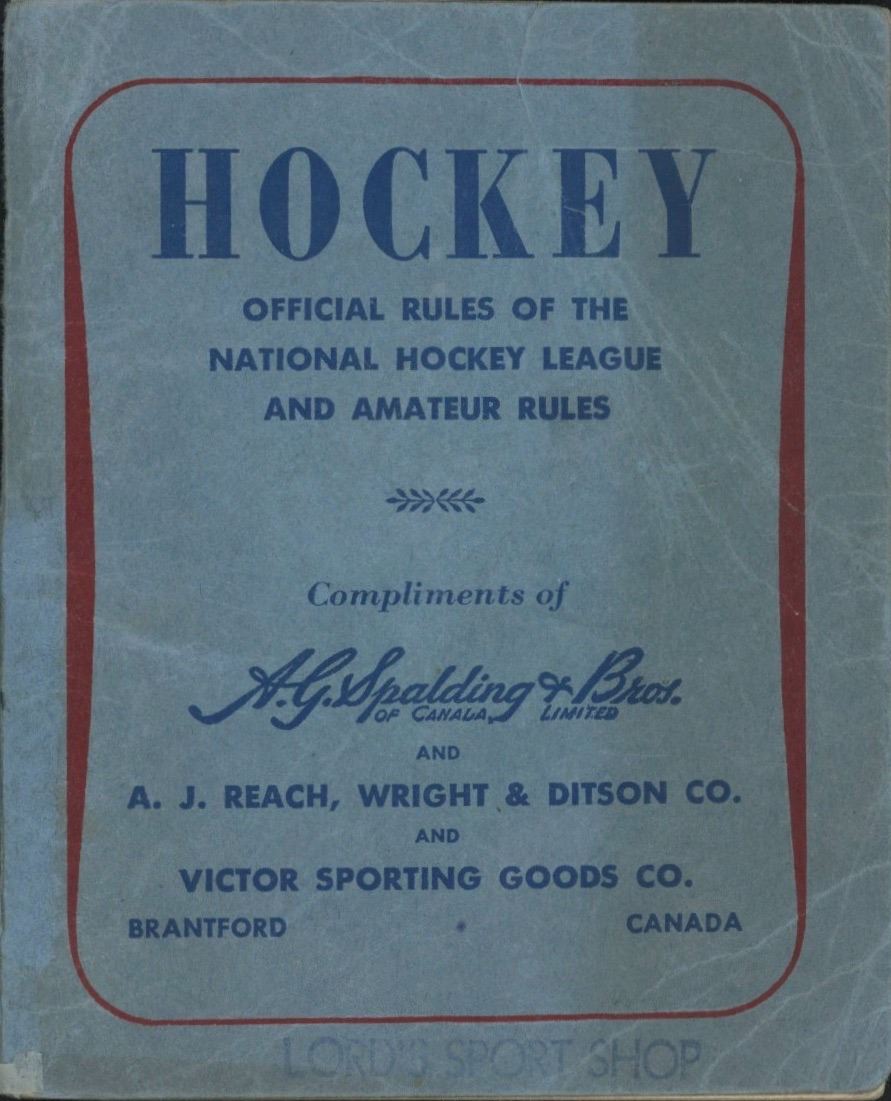 HOCKEY
OFFICIAL RULES OF THE
NATIONAL HOCKEY LEAGUE
AND AMATEUR RULES
Compliments of
A.G. Spalding & Bros.
OF CANADA, LIMITED
AND
A. J. REACH, WRIGHT & DITSON CO.
AND
VICTOR SPORTING GOODS CO.
BRANTFORD CANADA
LORD'S SPORT SHOP